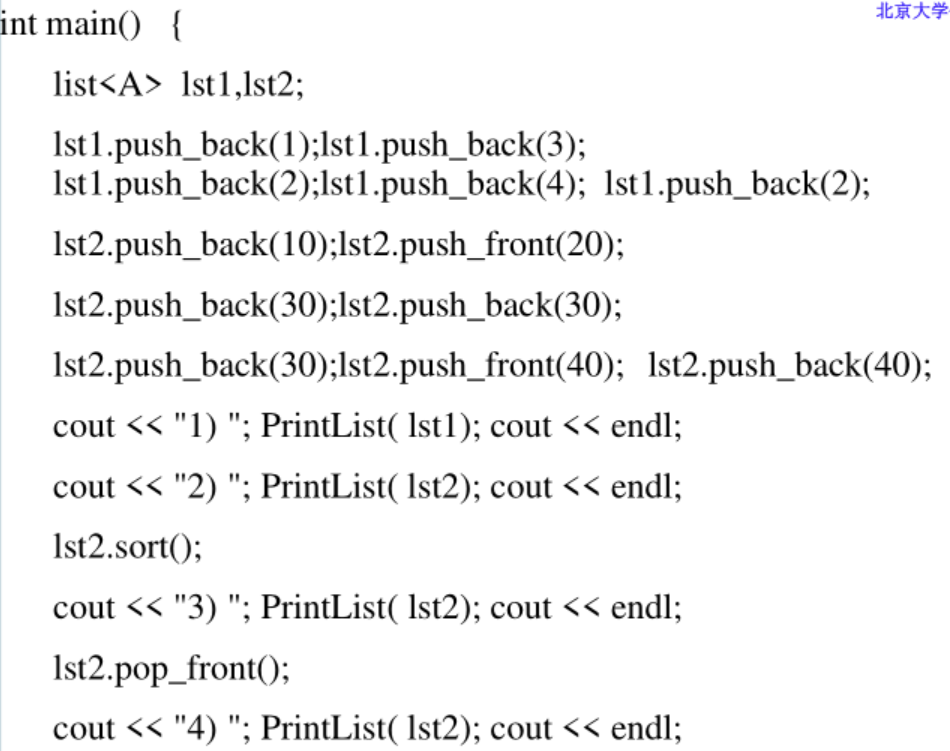 北京大学
int main() {
list<A> lst1,lst2;
lst1.push_back(1);lst1.push_back(3);
lst1.push_back(2);lst1.push_back(4); lst1.push_back(2);
lst2.push_back(10);lst2.push_front(20);
lst2.push_back(30);lst2.push_back(30);
lst2.push_back(30);lst2.push_front(40); lst2.push_back(40);
cout << "1) "; PrintList( lst1); cout << endl;
cout << "2) "; PrintList( lst2); cout << endl;
lst2.sort();
cout << "3) "; PrintList( lst2); cout << endl;
lst2.pop_front();
cout << "4) "; PrintList( lst2); cout << endl;